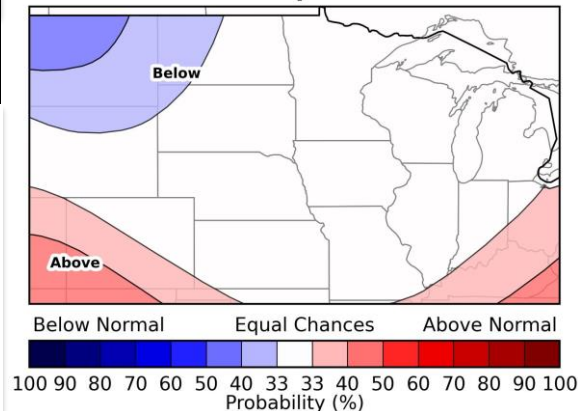 Below
Above
Below Normal Equal Chances Above Normal
100 90 80 70 60 50 40 33 33 40 50 60 70 80 90 100
Probability (%)